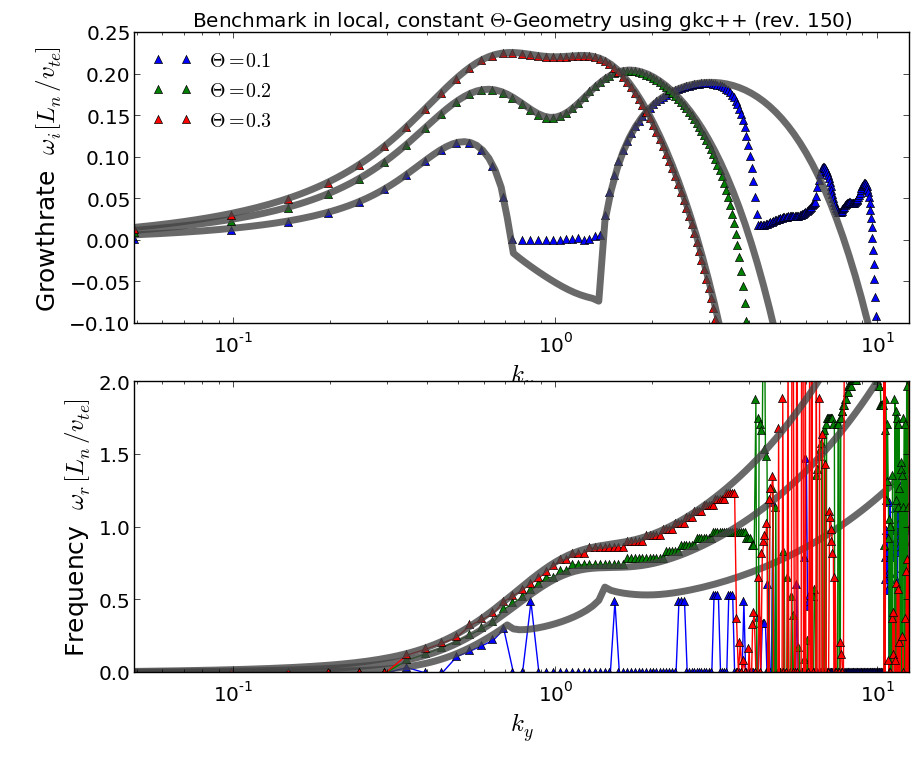 Benchmark in local, constant Θ-Geometry using gkc++ (rev. 150)
Growthrate ω_i[L_n/v_te]
0.25
0.20
0.15
0.10
0.05
0.00
−0.05
−0.10
Θ=0.1
Θ=0.2
Θ=0.3
10^-1
10^0
10^1
Frequency ω_r[L_n/v_te]
2.0
1.5
1.0
0.5
0.0
10^-1
10^0
10^1
k_y